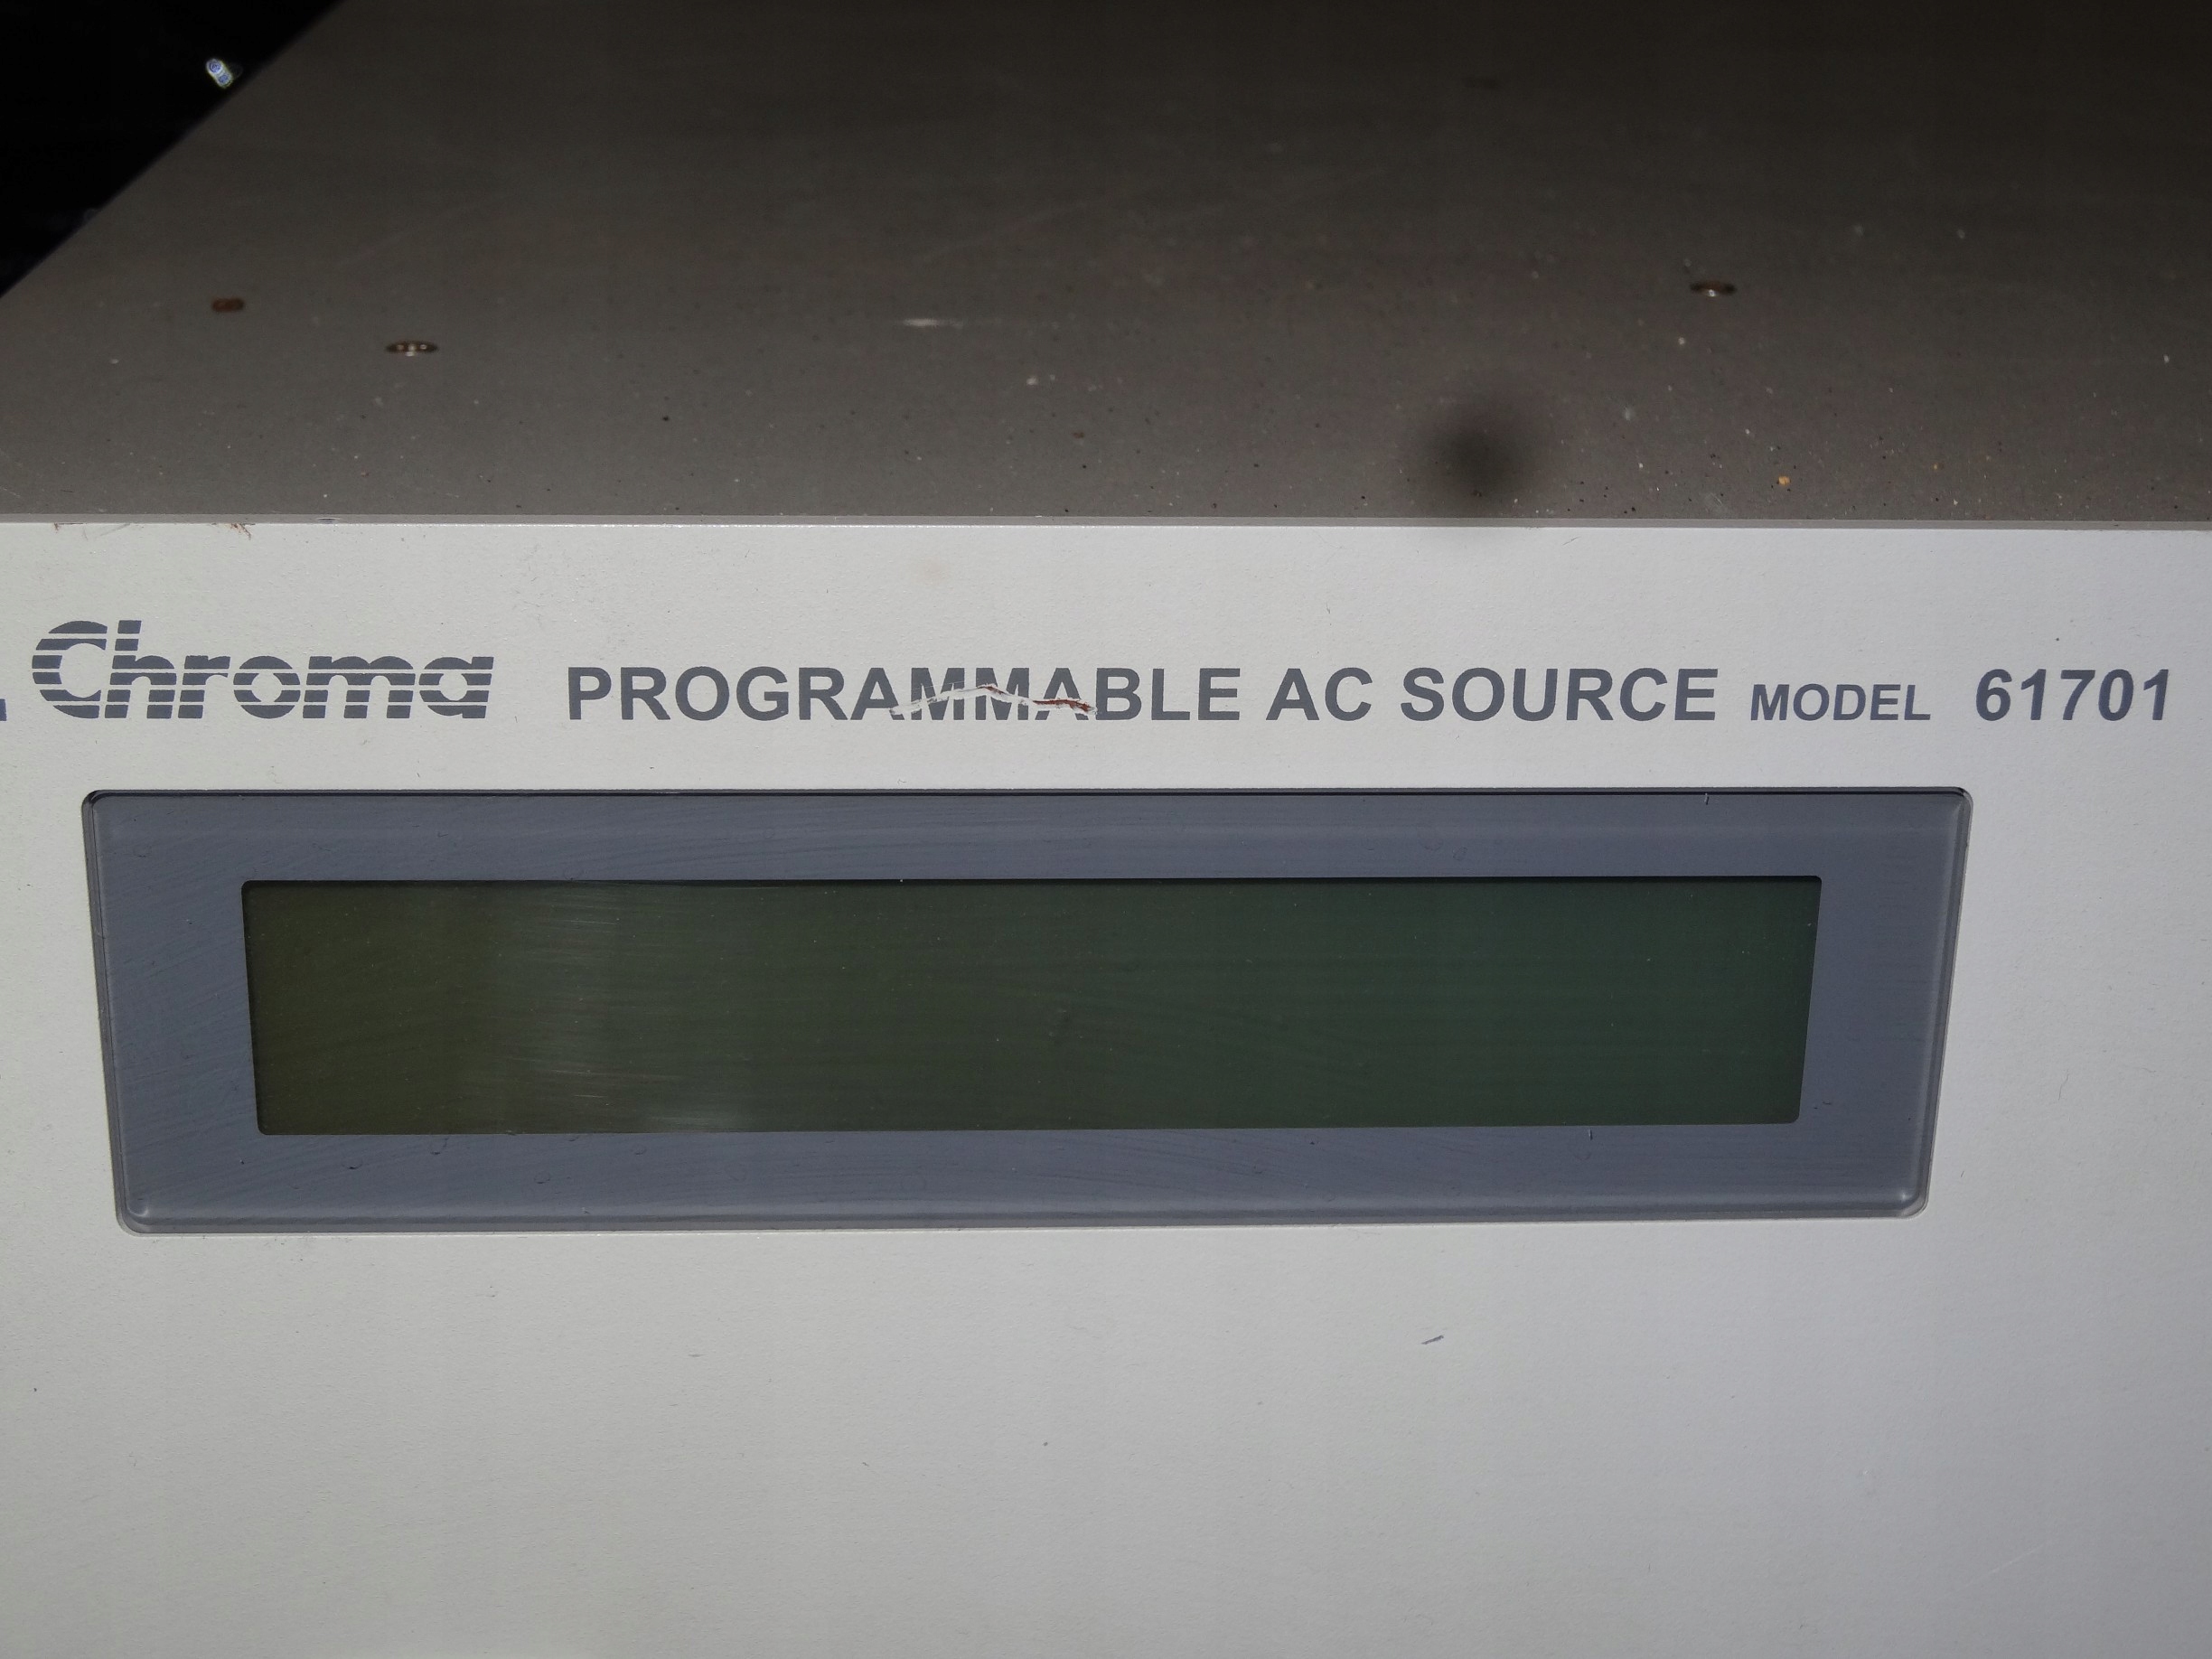 Chroma PROGRAMMABLE AC SOURCE MODEL 61701